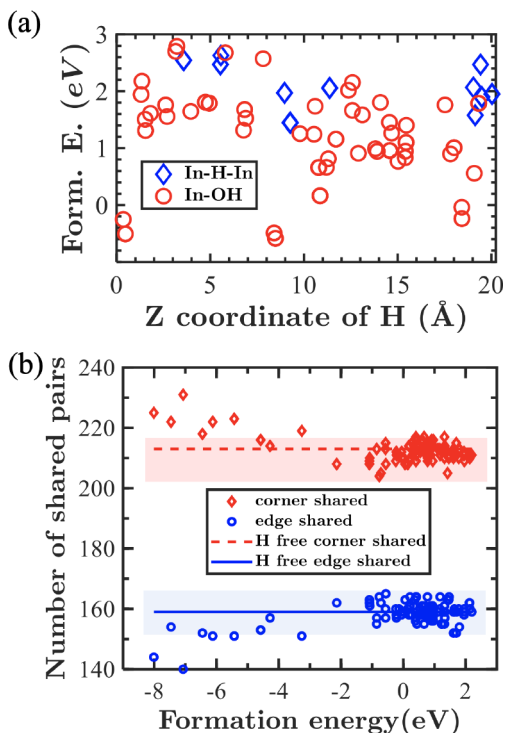 (a)
Form. E. (eV)
3
2
1
0
In-H-In
In-OH
0 5 10 15 20
Z coordinate of H (Å)
(b)
Number of shared pairs
240
220
200
180
160
140
corner shared
edge shared
H free corner shared
H free edge shared
-8 -6 -4 -2 0 2
Formation energy(eV)